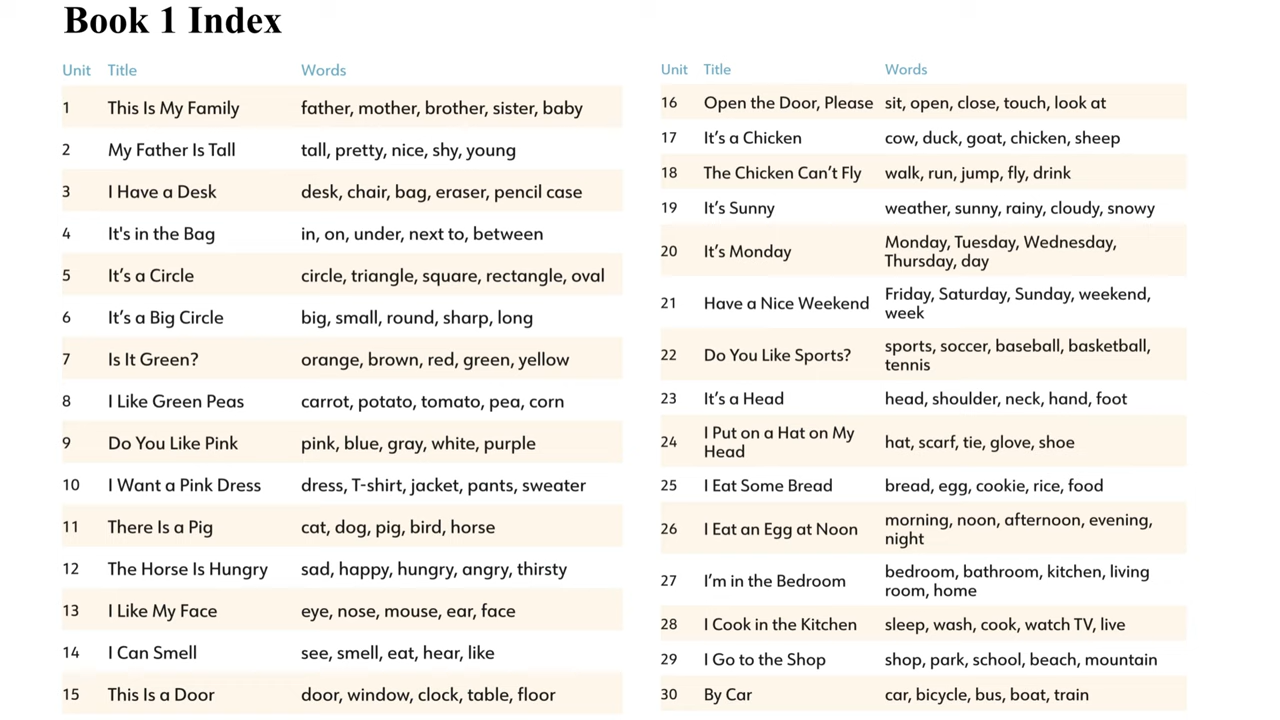 Book 1 Index
Unit Title Words
1 This Is My Family father, mother, brother, sister, baby
2 My Father Is Tall tall, pretty, nice, shy, young
3 I Have a Desk desk, chair, bag, eraser, pencil case
4 It's in the Bag in, on, under, next to, between
5 It’s a Circle circle, triangle, square, rectangle, oval
6 It’s a Big Circle big, small, round, sharp, long
7 Is It Green? orange, brown, red, green, yellow
8 I Like Green Peas carrot, potato, tomato, pea, corn
9 Do You Like Pink pink, blue, gray, white, purple
10 I Want a Pink Dress dress, T-shirt, jacket, pants, sweater
11 There Is a Pig cat, dog, pig, bird, horse
12 The Horse Is Hungry sad, happy, hungry, angry, thirsty
13 I Like My Face eye, nose, mouse, ear, face
14 I Can Smell see, smell, eat, hear, like
15 This Is a Door door, window, clock, table, floor
Unit Title Words
16 Open the Door, Please sit, open, close, touch, look at
17 It’s a Chicken cow, duck, goat, chicken, sheep
18 The Chicken Can’t Fly walk, run, jump, fly, drink
19 It’s Sunny weather, sunny, rainy, cloudy, snowy
20 It’s Monday Monday, Tuesday, Wednesday,
Thursday, day
21 Have a Nice Weekend Friday, Saturday, Sunday, weekend,
week
22 Do You Like Sports? sports, soccer, baseball, basketball,
tennis
23 It’s a Head head, shoulder, neck, hand, foot
24 I Put on a Hat on My
Head hat, scarf, tie, glove, shoe
25 I Eat Some Bread bread, egg, cookie, rice, food
26 I Eat an Egg at Noon morning, noon, afternoon, evening,
night
27 I’m in the Bedroom bedroom, bathroom, kitchen, living
room, home
28 I Cook in the Kitchen sleep, wash, cook, watch TV, live
29 I Go to the Shop shop, park, school, beach, mountain
30 By Car car, bicycle, bus, boat, train